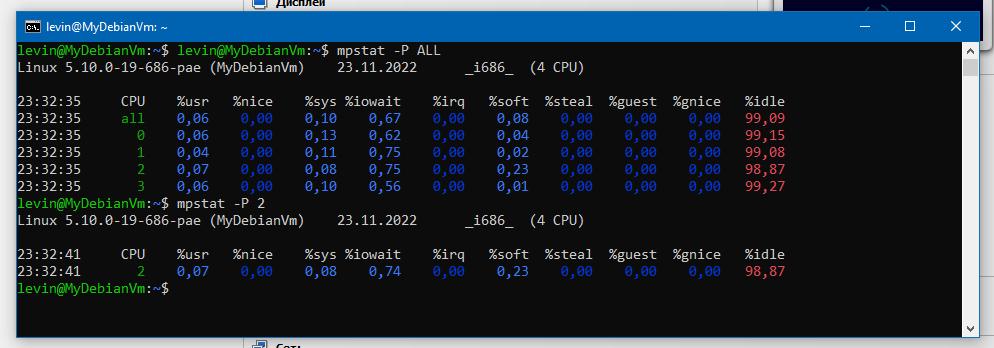 Дисплей
levin@MyDebianVm: ~
levin@MyDebianVm:~$ levin@MyDebianVm:~$ mpstat -P ALL
Linux 5.10.0-19-686-pae (MyDebianVm) 23.11.2022 _i686_ (4 CPU)
23:32:35 CPU %usr %nice %sys %iowait %irq %soft %steal %guest %gnice %idle
23:32:35 all 0,06 0,00 0,10 0,67 0,00 0,08 0,00 0,00 0,00 99,09
23:32:35 0 0,06 0,00 0,13 0,62 0,00 0,04 0,00 0,00 0,00 99,15
23:32:35 1 0,04 0,00 0,11 0,75 0,00 0,02 0,00 0,00 0,00 99,08
23:32:35 2 0,07 0,00 0,08 0,75 0,00 0,23 0,00 0,00 0,00 98,87
23:32:35 3 0,06 0,00 0,10 0,56 0,00 0,01 0,00 0,00 0,00 99,27
levin@MyDebianVm:~$ mpstat -P 2
Linux 5.10.0-19-686-pae (MyDebianVm) 23.11.2022 _i686_ (4 CPU)
23:32:41 CPU %usr %nice %sys %iowait %irq %soft %steal %guest %gnice %idle
23:32:41 2 0,07 0,00 0,08 0,74 0,00 0,23 0,00 0,00 0,00 98,87
levin@MyDebianVm:~$
Сеть